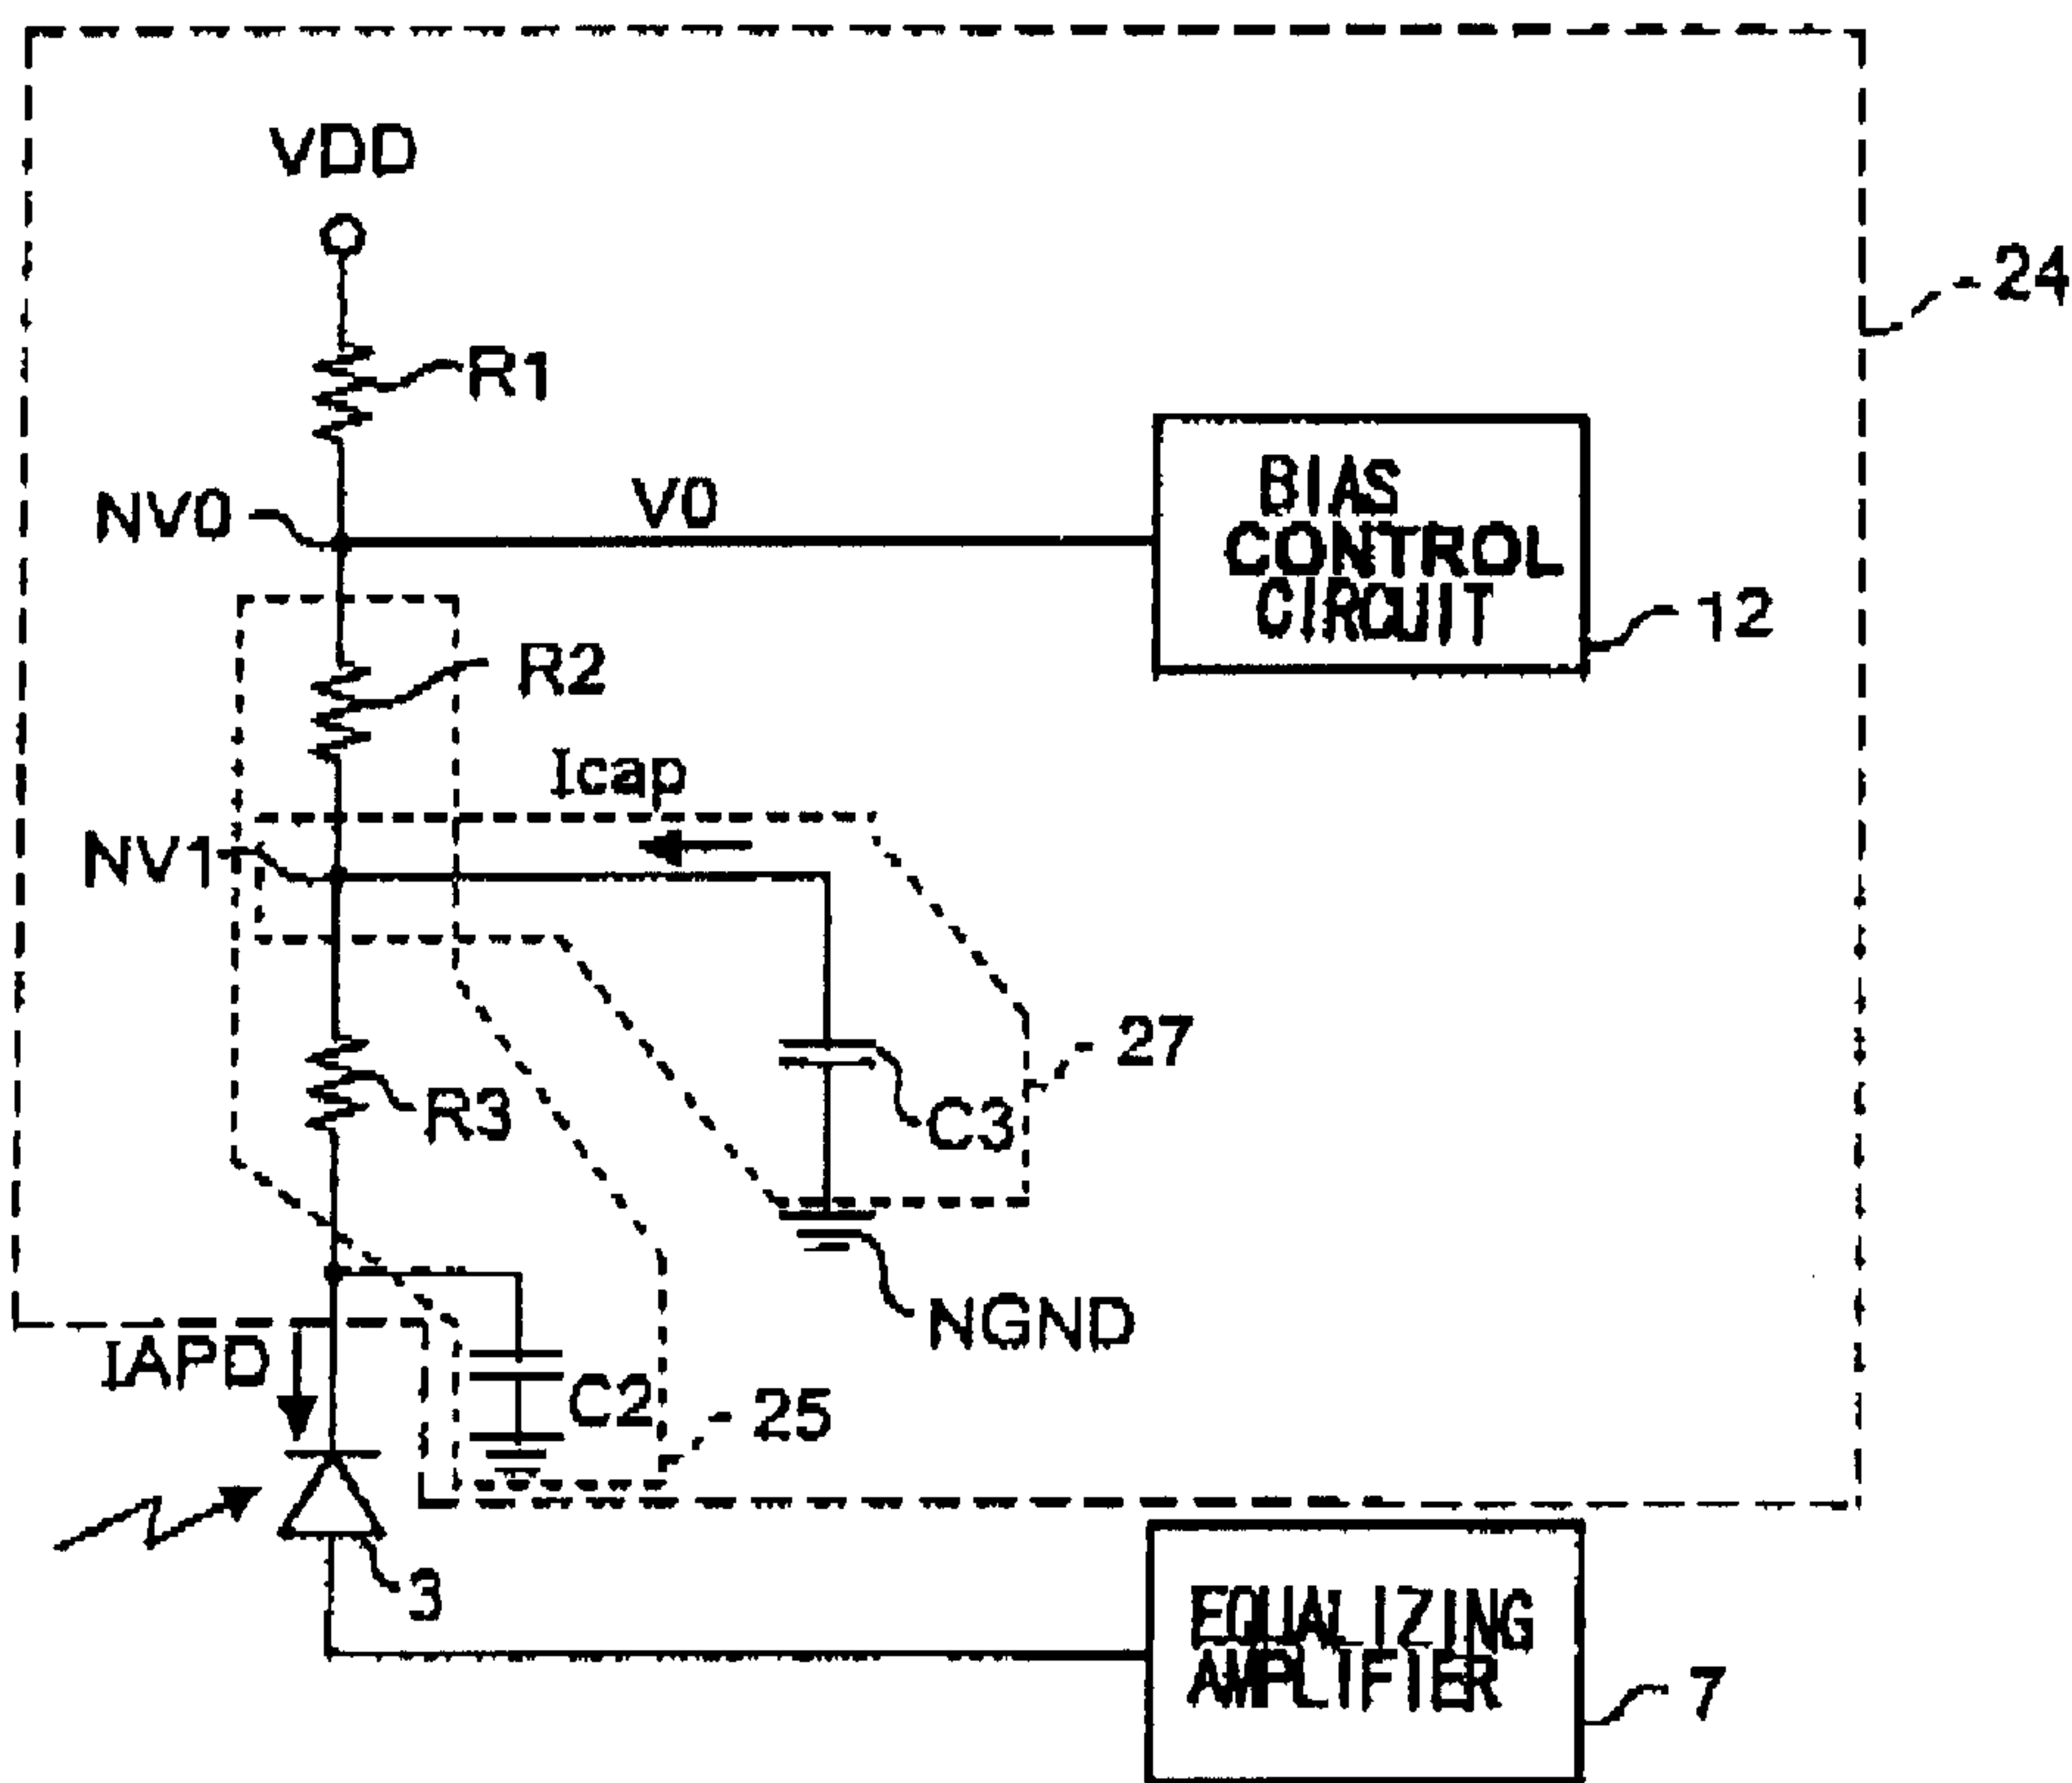 VDD
24
R1
NV0
V0
BIAS
CONTROL
CIRCUIT
12
R2
Icap
NV1
27
R3
C3
NGND
IAPD
C2
25
3
EQUALIZING
AMPLIFIER
7